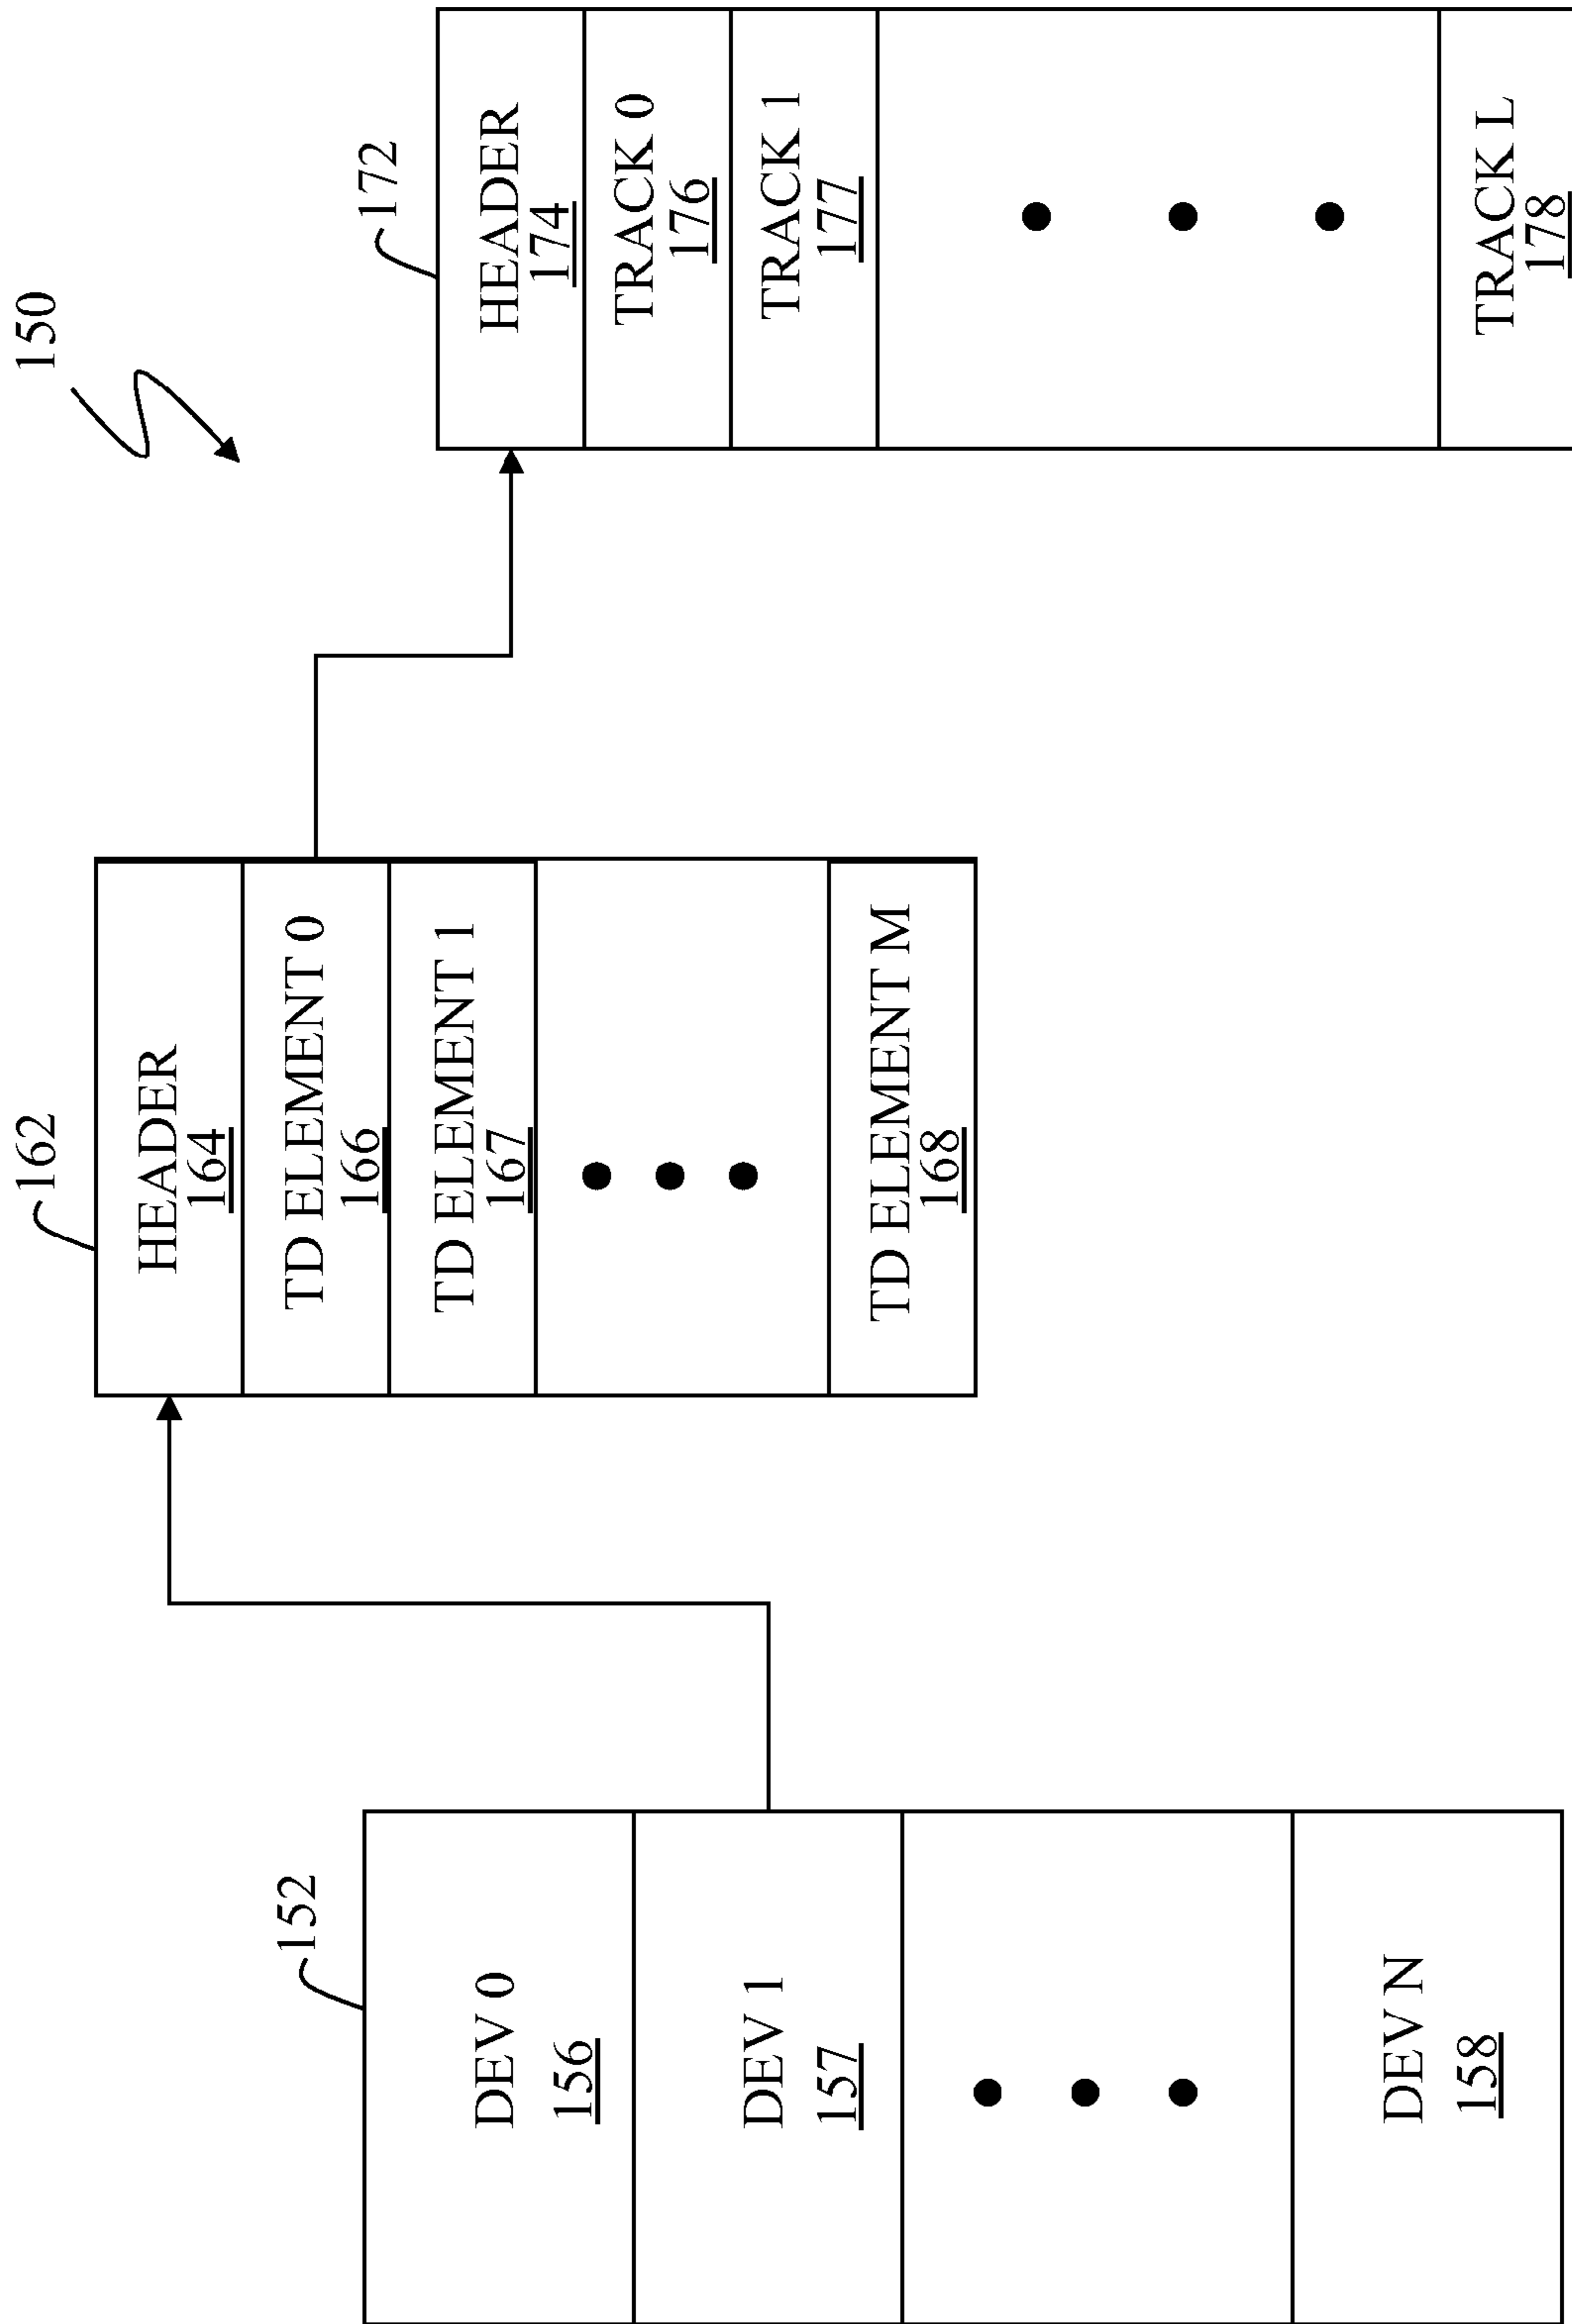 150
152
DEV 0
156
DEV 1
157
DEV N
158
162
HEADER
164
TD ELEMENT 0
166
TD ELEMENT 1
167
TD ELEMENT M
168
172
HEADER
174
TRACK 0
176
TRACK 1
177
TRACK L
178